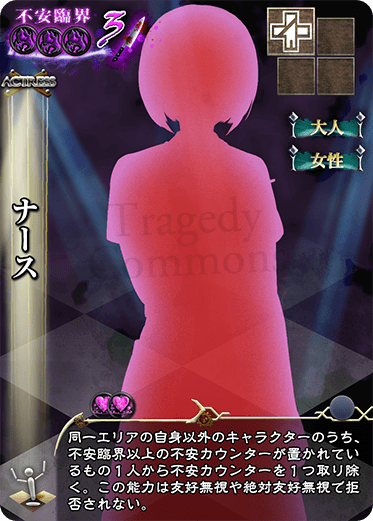 不安臨界
3
ACTRESS
大人
女性
ナース
Tragedy
Commons
同一エリアの自身以外のキャラクターのうち、
不安臨界以上の不安カウンターが置かれてい
るもの1人から不安カウンターを1つ取り除
く。この能力は友好無視や絶対友好無視で拒
否されない。